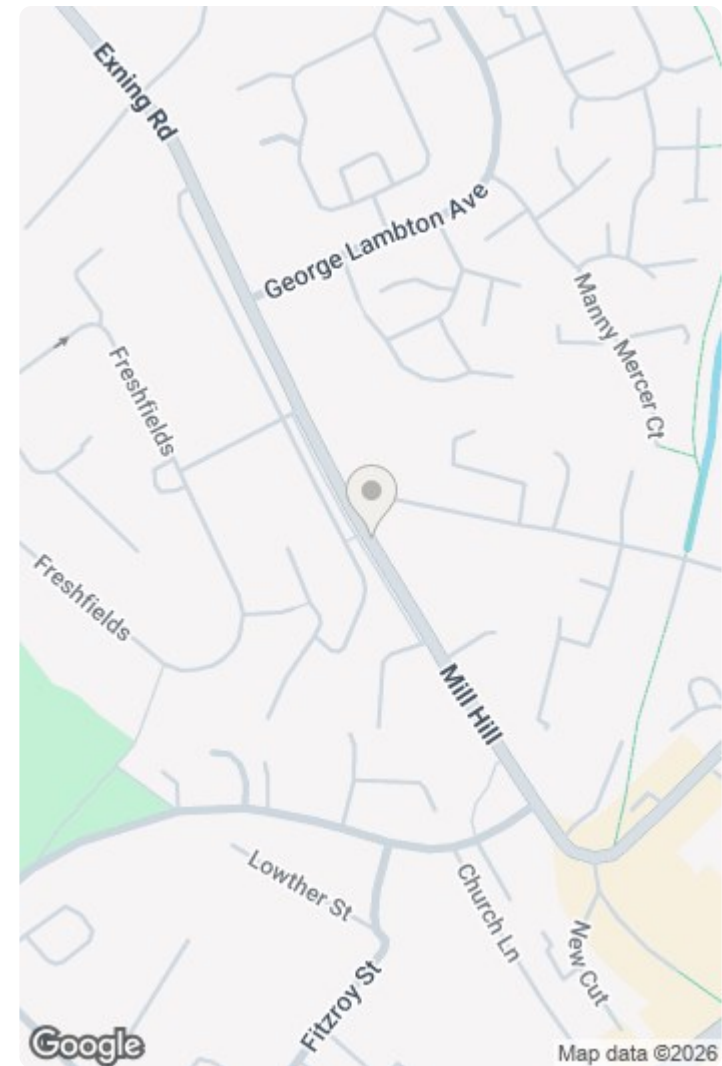 Exning Rd
George Lambton Ave
Manny Mercer Ct
Freshfields
Freshfields
Mill Hill
Lowther St
Church Ln
New Cut
Fitzroy St
Google
Map data ©2026